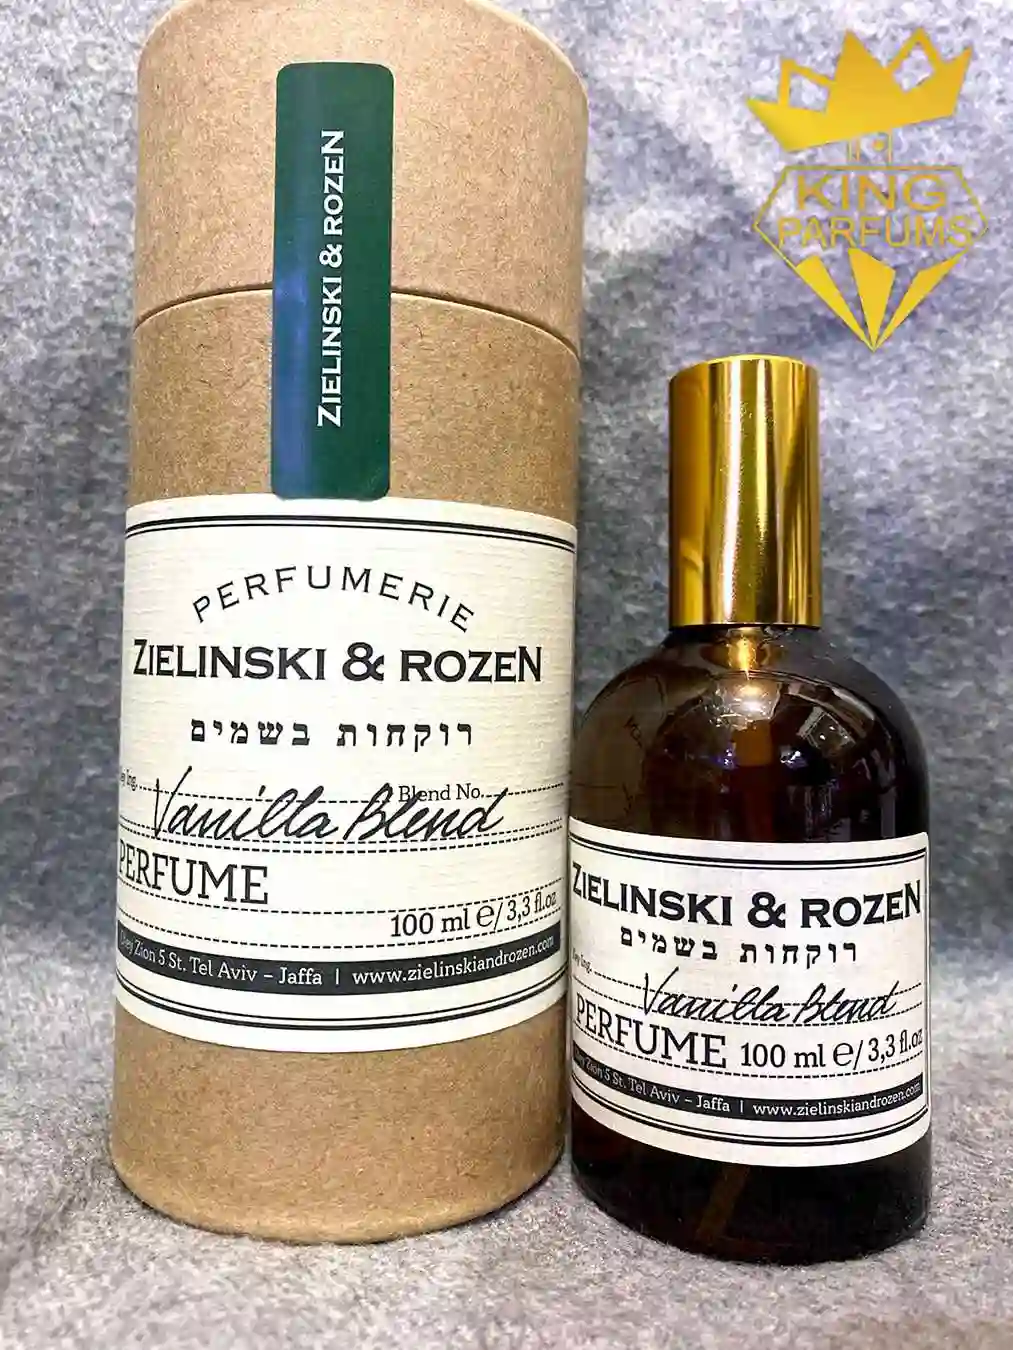 KING
PARFUMS
ZIELINSKI & ROZEN
PERFUMERIE
ZIELINSKI & ROZEN
רוקחות בשמים
Ing. Blend No.
Vanilla Blend
PERFUME
100 ml e/3,3 fl.oz
Zion 5 St. Tel Aviv – Jaffa | www.zielinskiandrozen.com
ZIELINSKI & ROZEN
רוקחות בשמים
ing.
Vanilla Blend
PERFUME 100 ml e/3,3 fl.oz
Zion 5 St. Tel Aviv – Jaffa | www.zielinskiandrozen.com